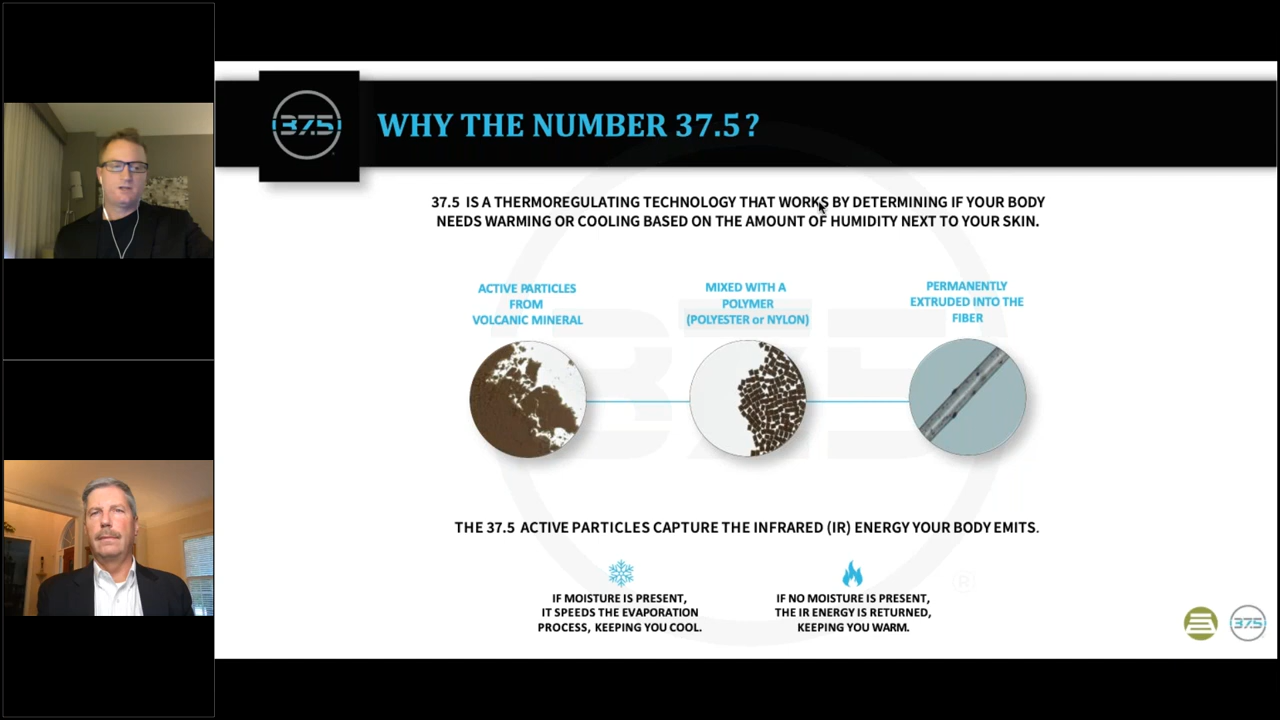 37.5
WHY THE NUMBER 37.5?
37.5 IS A THERMOREGULATING TECHNOLOGY THAT WORKS BY DETERMINING IF YOUR BODY
NEEDS WARMING OR COOLING BASED ON THE AMOUNT OF HUMIDITY NEXT TO YOUR SKIN.
ACTIVE PARTICLES
FROM
VOLCANIC MINERAL
MIXED WITH A
POLYMER
(POLYESTER or NYLON)
PERMANENTLY
EXTRUDED INTO THE
FIBER
37.5
THE 37.5 ACTIVE PARTICLES CAPTURE THE INFRARED (IR) ENERGY YOUR BODY EMITS.
IF MOISTURE IS PRESENT,
IT SPEEDS THE EVAPORATION
PROCESS, KEEPING YOU COOL.
IF NO MOISTURE IS PRESENT,
THE IR ENERGY IS RETURNED,
KEEPING YOU WARM.
®
37.5